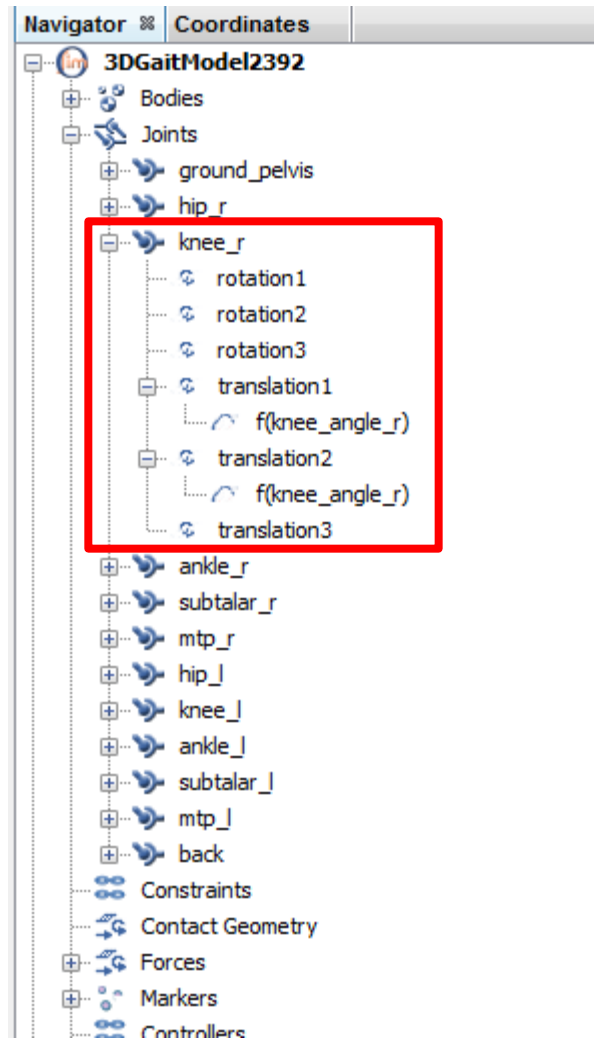 Navigator Coordinates
3DGaitModel2392
Bodies
Joints
ground_pelvis
hip_r
knee_r
rotation1
rotation2
rotation3
translation1
f(knee_angle_r)
translation2
f(knee_angle_r)
translation3
ankle_r
subtalar_r
mtp_r
hip_l
knee_l
ankle_l
subtalar_l
mtp_l
back
Constraints
Contact Geometry
Forces
Markers
Controllers